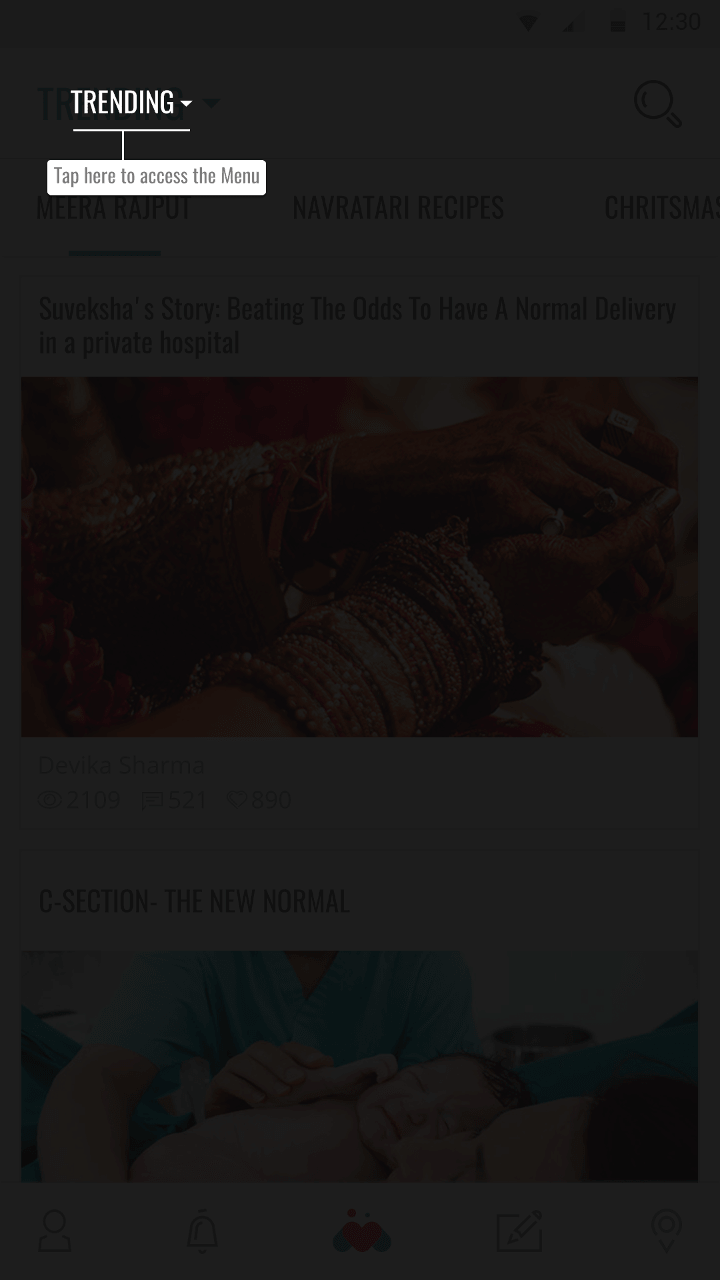 12:30
TRENDING
TRENDING
Tap here to access the Menu
MEERA RAJPUT NAVRATARI RECIPES CHRITSMAS
Suveksha's Story: Beating The Odds To Have A Normal Delivery
in a private hospital
Devika Sharma
2109 521 890
C-SECTION- THE NEW NORMAL